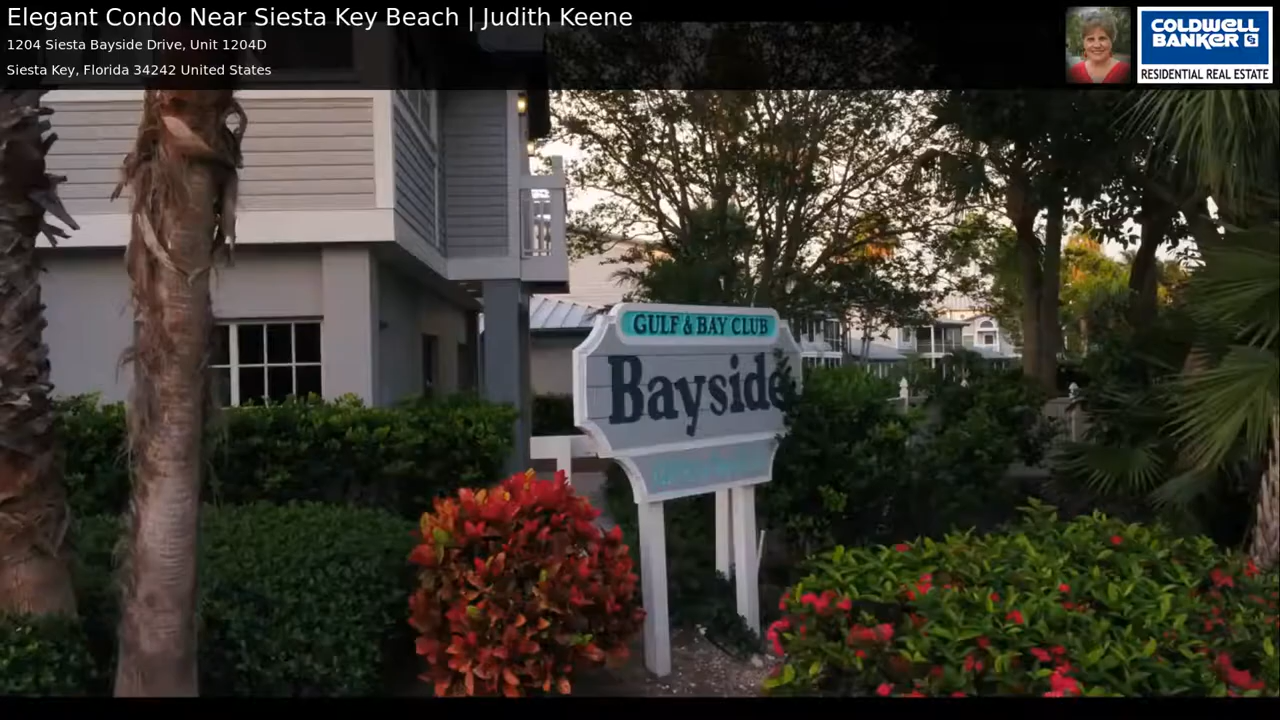 Elegant Condo Near Siesta Key Beach | Judith Keene
1204 Siesta Bayside Drive, Unit 1204D
Siesta Key, Florida 34242 United States
COLDWELL
BANKER
RESIDENTIAL REAL ESTATE
GULF & BAY CLUB
Bayside